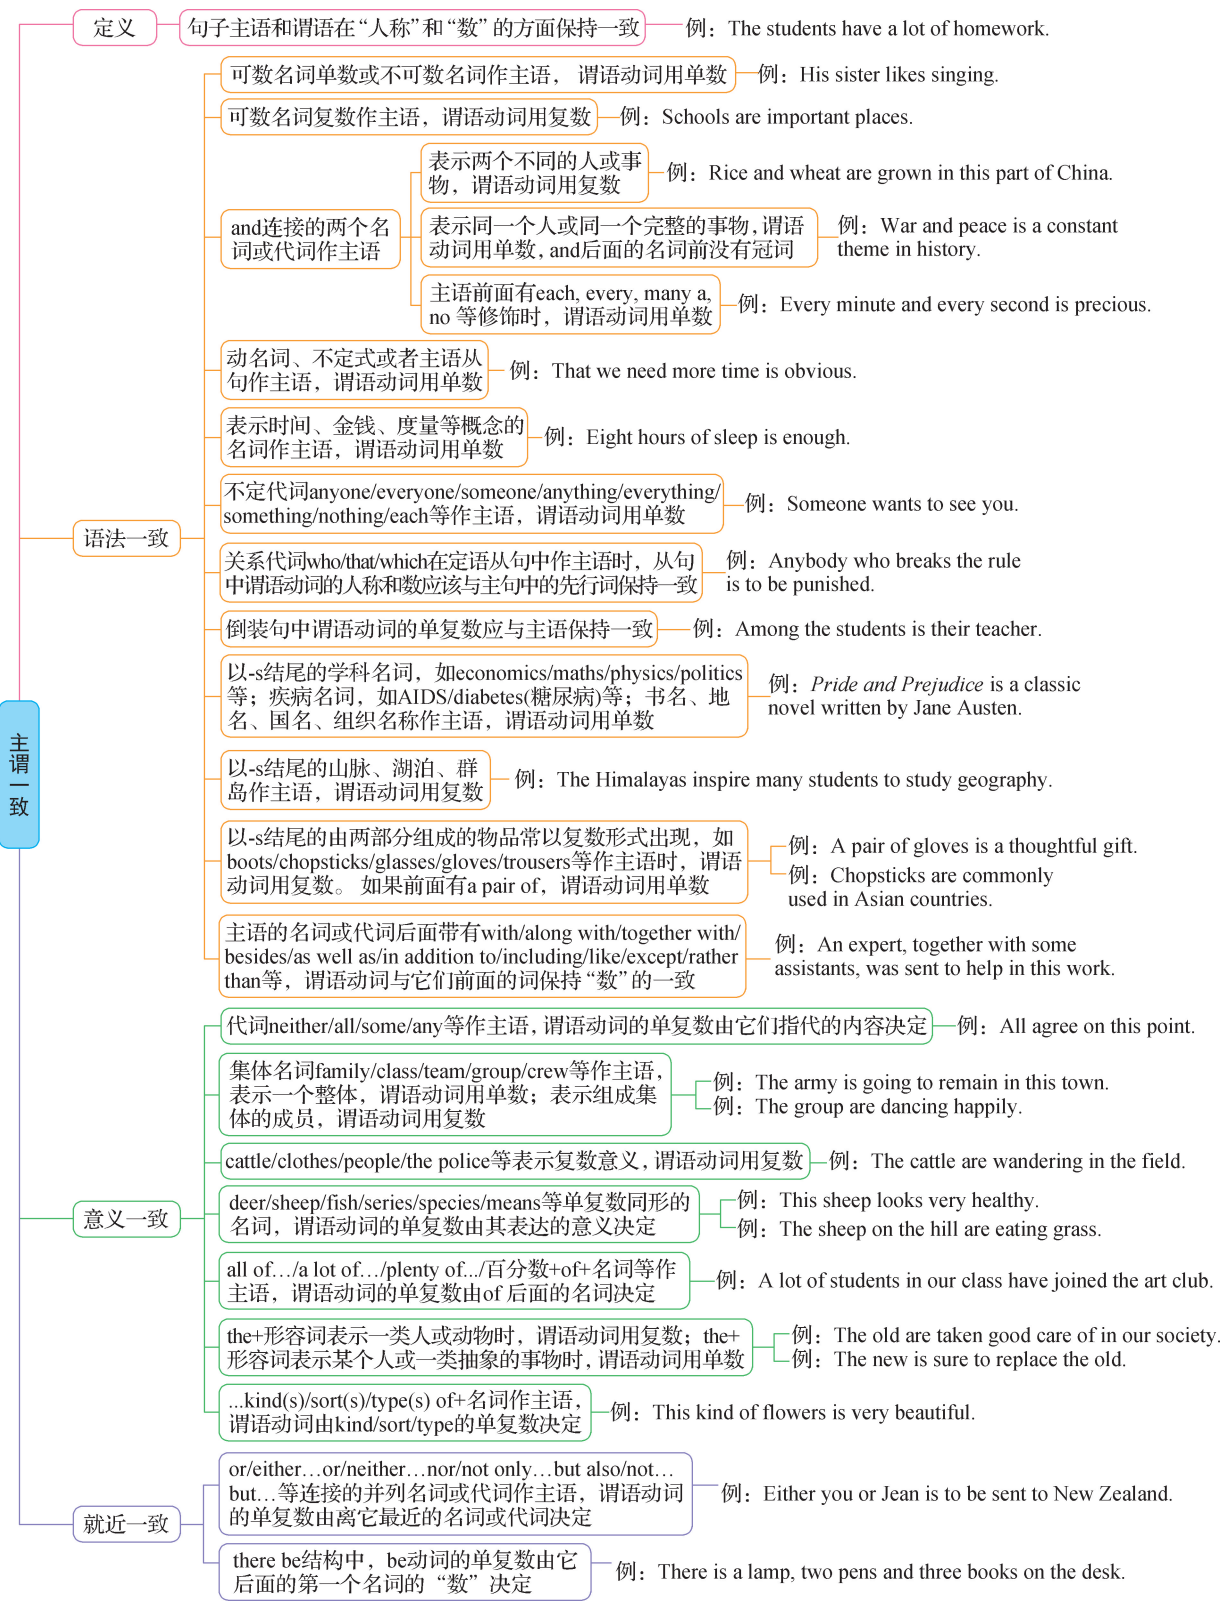 主谓一致
定义
句子主语和谓语在“人称”和“数”的方面保持一致
例：The students have a lot of homework.
语法一致
可数名词单数或不可数名词作主语，谓语动词用单数
例：His sister likes singing.
可数名词复数作主语，谓语动词用复数
例：Schools are important places.
and连接的两个名
词或代词作主语
表示两个不同的人或事
物，谓语动词用复数
例：Rice and wheat are grown in this part of China.
表示同一个人或同一个完整的事物，谓语
动词用单数，and后面的名词前没有冠词
例：War and peace is a constant
theme in history.
主语前面有each, every, many a,
no 等修饰时，谓语动词用单数
例：Every minute and every second is precious.
动名词、不定式或者主语从
句作主语，谓语动词用单数
例：That we need more time is obvious.
表示时间、金钱、度量等概念的
名词作主语，谓语动词用单数
例：Eight hours of sleep is enough.
不定代词anyone/everyone/someone/anything/everything/
something/nothing/each等作主语，谓语动词用单数
例：Someone wants to see you.
关系代词who/that/which在定语从句中作主语时，从句
中谓语动词的人称和数应该与主句中的先行词保持一致
例：Anybody who breaks the rule
is to be punished.
倒装句中谓语动词的单复数应与主语保持一致
例：Among the students is their teacher.
以-s结尾的学科名词，如economics/maths/physics/politics
等；疾病名词，如AIDS/diabetes(糖尿病)等；书名、地
名、国名、组织名称作主语，谓语动词用单数
例：Pride and Prejudice is a classic
novel written by Jane Austen.
以-s结尾的山脉、湖泊、群
岛作主语，谓语动词用复数
例：The Himalayas inspire many students to study geography.
以-s结尾的由两部分组成的物品常以复数形式出现，如
boots/chopsticks/glasses/gloves/trousers等作主语时，谓语
动词用复数。如果前面有a pair of，谓语动词用单数
例：A pair of gloves is a thoughtful gift.
例：Chopsticks are commonly
used in Asian countries.
主语的名词或代词后面带有with/along with/together with/
besides/as well as/in addition to/including/like/except/rather
than等，谓语动词与它们前面的词保持“数”的一致
例：An expert, together with some
assistants, was sent to help in this work.
意义一致
代词neither/all/some/any等作主语，谓语动词的单复数由它们指代的内容决定
例：All agree on this point.
集体名词family/class/team/group/crew等作主语，
表示一个整体，谓语动词用单数；表示组成集
体的成员，谓语动词用复数
例：The army is going to remain in this town.
例：The group are dancing happily.
cattle/clothes/people/the police等表示复数意义，谓语动词用复数
例：The cattle are wandering in the field.
deer/sheep/fish/series/species/means等单复数同形的
名词，谓语动词的单复数由其表达的意义决定
例：This sheep looks very healthy.
例：The sheep on the hill are eating grass.
all of…/a lot of…/plenty of.../百分数+of+名词等作
主语，谓语动词的单复数由of 后面的名词决定
例：A lot of students in our class have joined the art club.
the+形容词表示一类人或动物时，谓语动词用复数；the+
形容词表示某个人或一类抽象的事物时，谓语动词用单数
例：The old are taken good care of in our society.
例：The new is sure to replace the old.
...kind(s)/sort(s)/type(s) of+名词作主语，
谓语动词由kind/sort/type的单复数决定
例：This kind of flowers is very beautiful.
就近一致
or/either…or/neither…nor/not only…but also/not…
but…等连接的并列名词或代词作主语，谓语动词
的单复数由离它最近的名词或代词决定
例：Either you or Jean is to be sent to New Zealand.
there be结构中，be动词的单复数由它
后面的第一个名词的“数”决定
例：There is a lamp, two pens and three books on the desk.